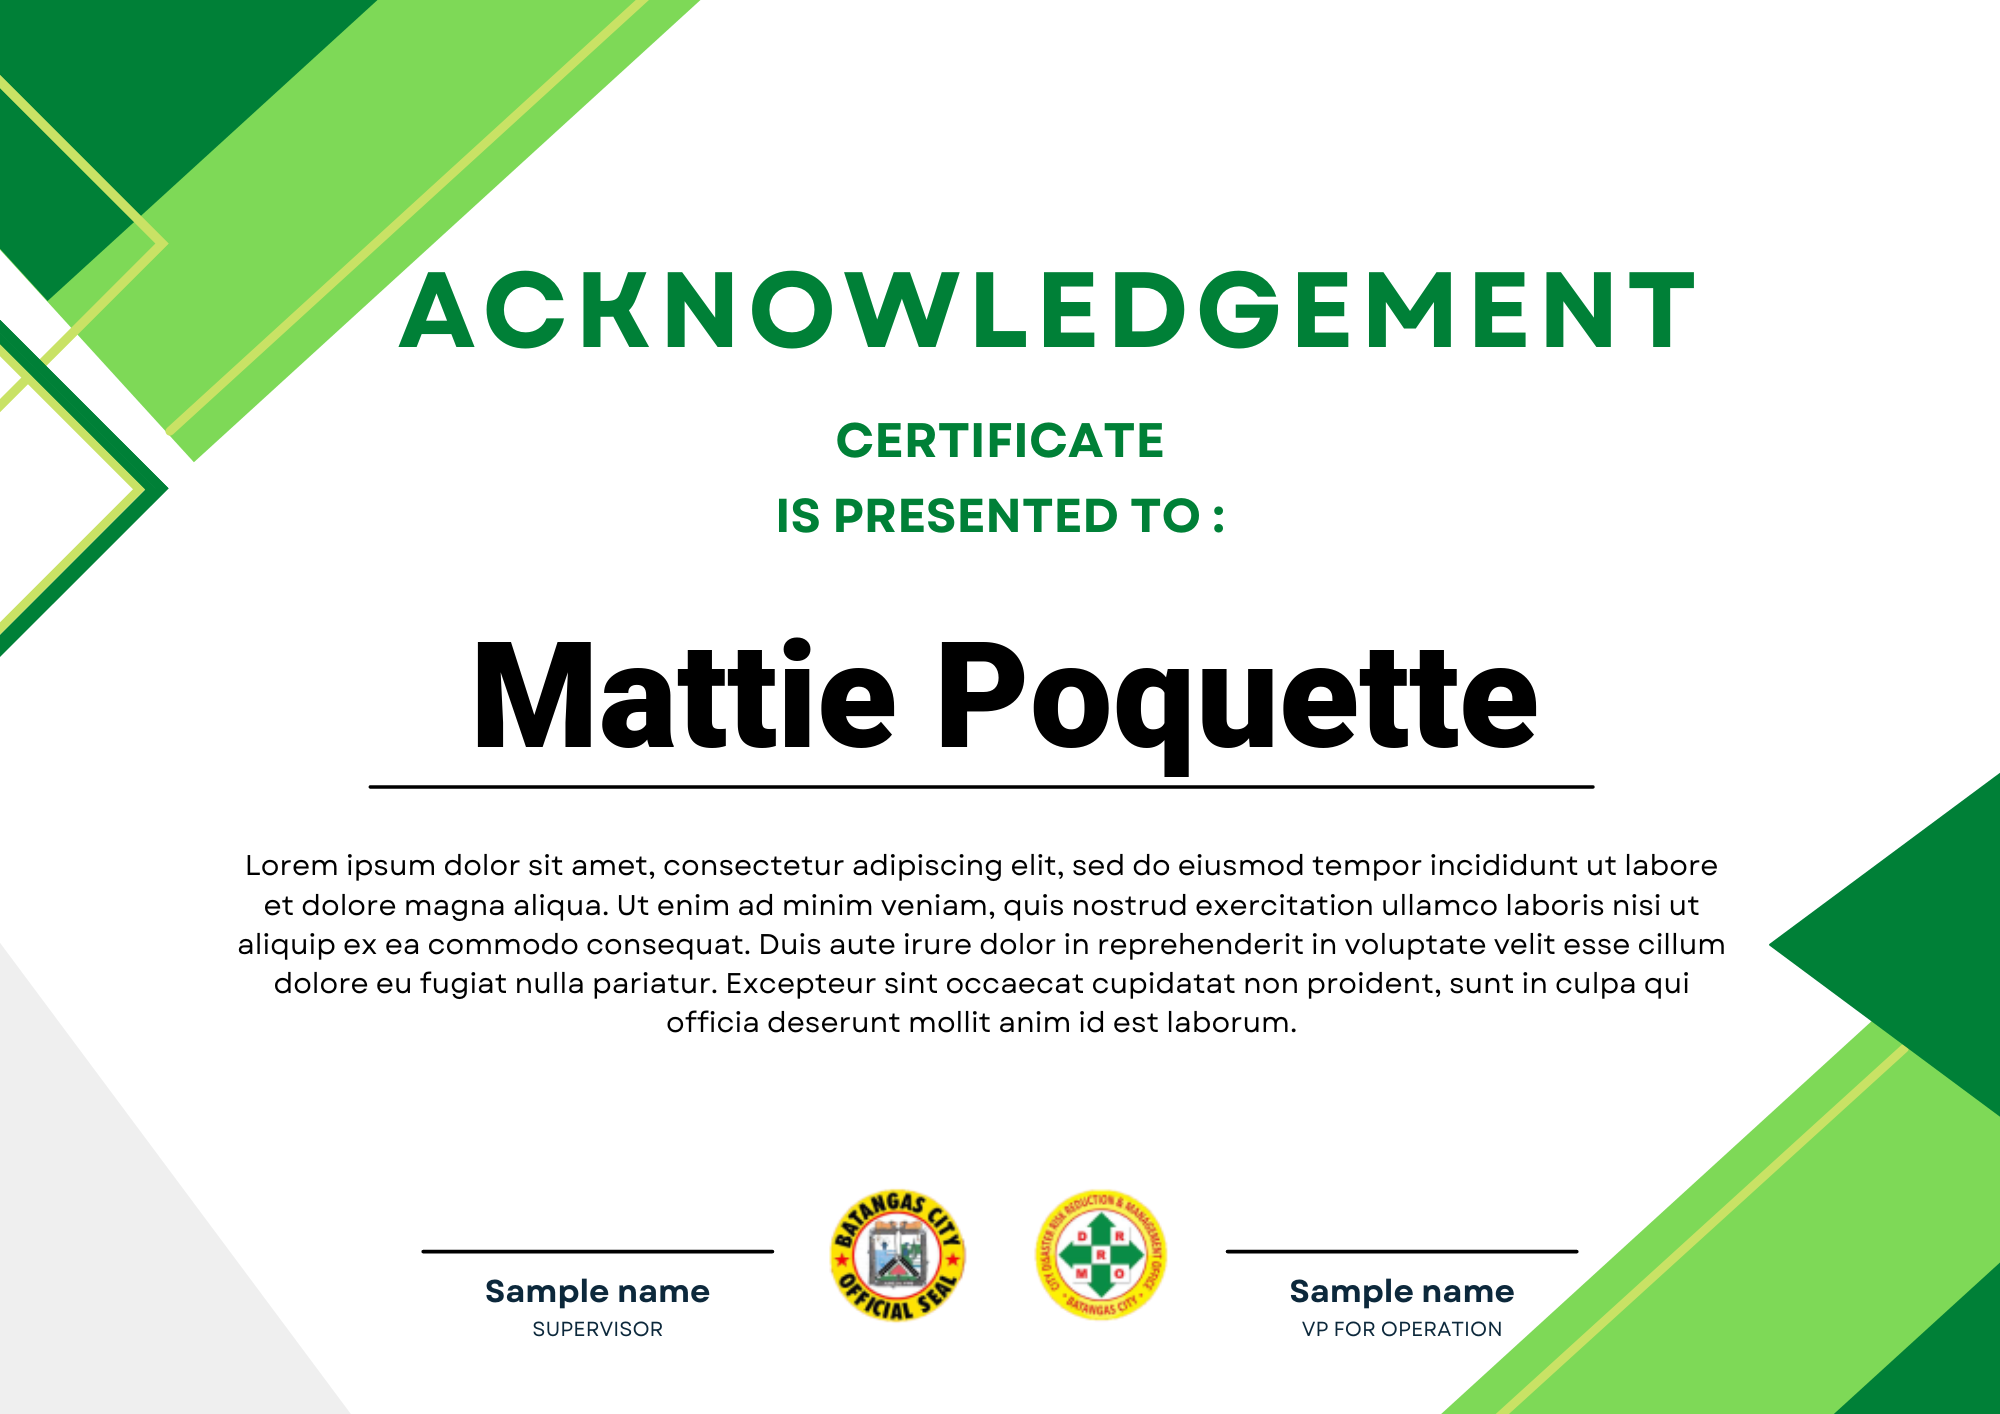 ACKNOWLEDGEMENT
CERTIFICATE
IS PRESENTED TO :
Mattie Poquette
Lorem ipsum dolor sit amet, consectetur adipiscing elit, sed do eiusmod tempor incididunt ut labore
et dolore magna aliqua. Ut enim ad minim veniam, quis nostrud exercitation ullamco laboris nisi ut
aliquip ex ea commodo consequat. Duis aute irure dolor in reprehenderit in voluptate velit esse cillum
dolore eu fugiat nulla pariatur. Excepteur sint occaecat cupidatat non proident, sunt in culpa qui
officia deserunt mollit anim id est laborum.
Sample name
SUPERVISOR
BATANGAS CITY
OFFICIAL SEAL
CITY DISASTER RISK REDUCTION & MANAGEMENT OFFICE
D R
R
M O
BATANGAS CITY
Sample name
VP FOR OPERATION